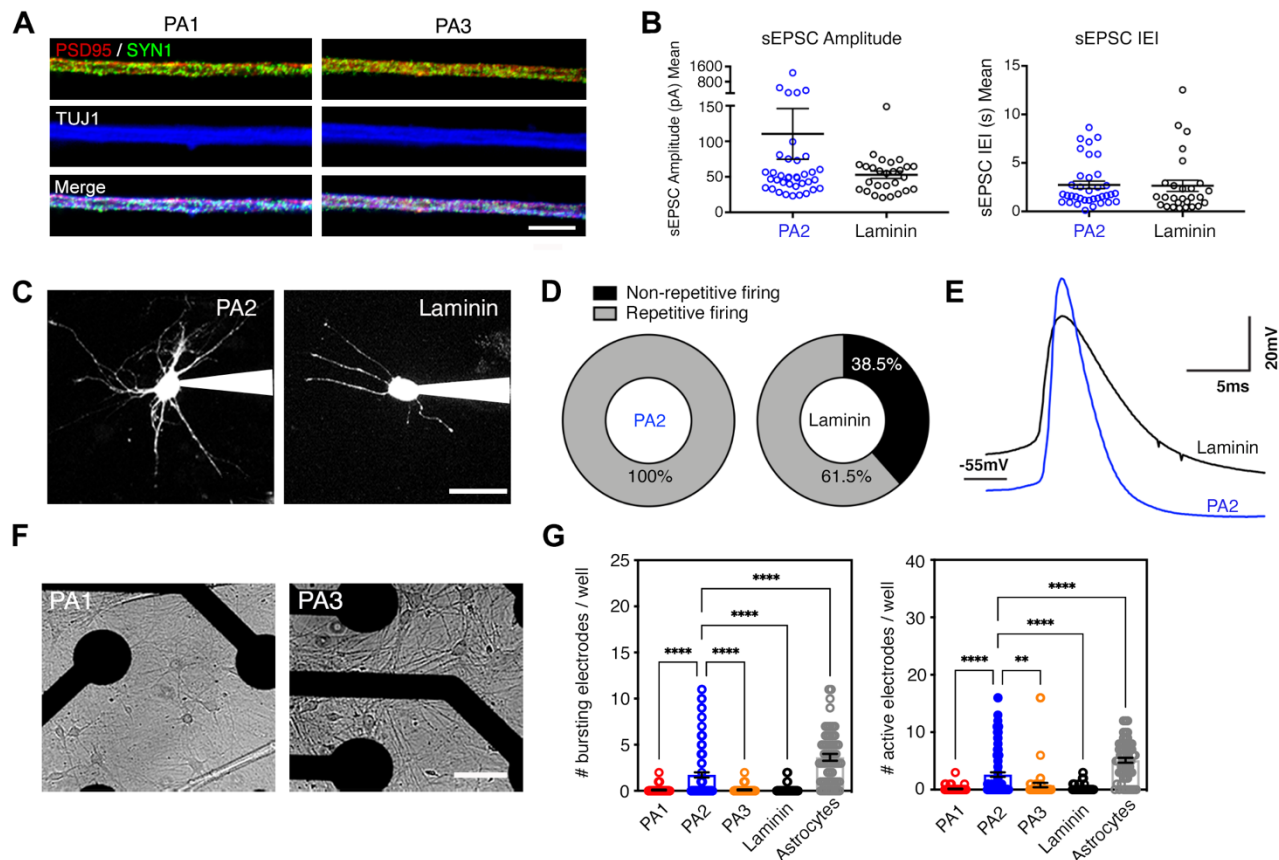 A
PA1
PA3
PSD95 / SYN1
TUJ1
Merge
B
sEPSC Amplitude
sEPSC Amplitude (pA) Mean
1600
800
150
100
50
0
PA2
Laminin
sEPSC IEI
sEPSC IEI (s) Mean
15
10
5
0
PA2
Laminin
C
PA2
Laminin
D
Non-repetitive firing
Repetitive firing
PA2
100%
38.5%
Laminin
61.5%
E
20mV
5ms
Laminin
-55mV
PA2
F
PA1
PA3
G
# bursting electrodes / well
25
20
15
10
5
0
****
****
****
****
PA1
PA2
PA3
Laminin
Astrocytes
# active electrodes / well
40
30
20
10
0
****
****
****
**
PA1
PA2
PA3
Laminin
Astrocytes